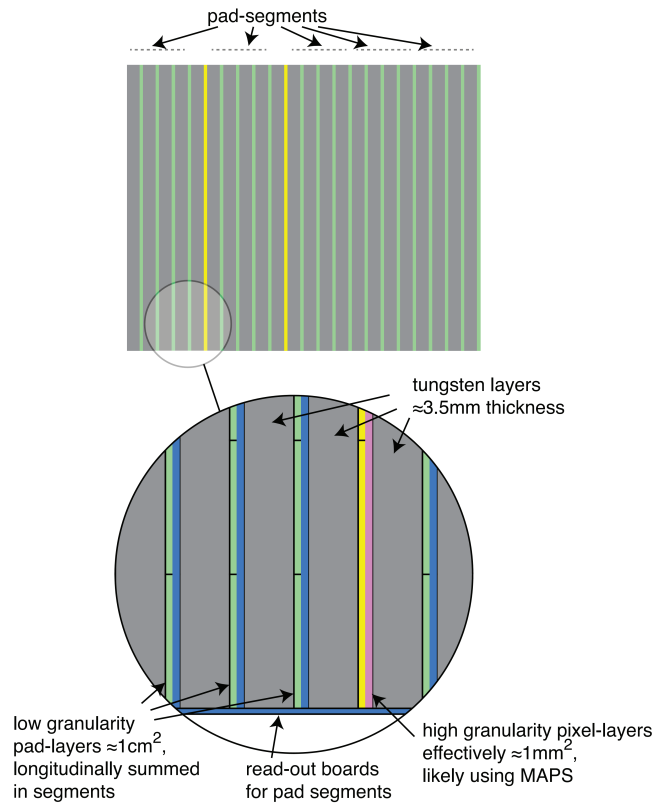 pad-segments
tungsten layers
≈3.5mm thickness
low granularity
pad-layers ≈1cm²,
longitudinally summed
in segments
read-out boards
for pad segments
high granularity pixel-layers
effectively ≈1mm²,
likely using MAPS